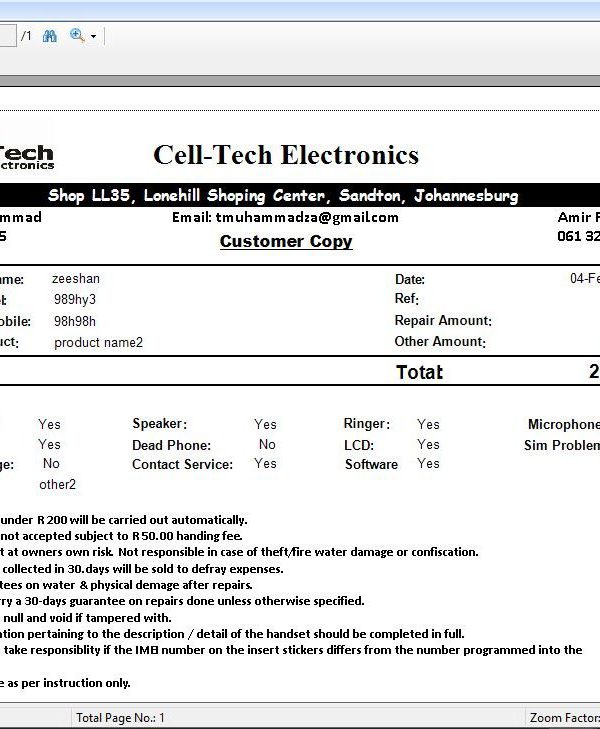 /1
Tech
ctronics
Cell-Tech Electronics
Shop LL35, Lonehill Shoping Center, Sandton, Johannesburg
mmad Email: tmuhammadza@gmail.com Amir
5 Customer Copy 061 32
me: zeeshan Date: 04-Fe
989hy3 Ref:
obile: 98h98h Repair Amount:
uct: product name2 Other Amount:
Total: 2
Yes Speaker: Yes Ringer: Yes Microphone
Yes Dead Phone: No LCD: Yes Sim Problem
ge: No Contact Service: Yes Software Yes
other2
under R 200 will be carried out automatically.
not accepted subject to R 50.00 handing fee.
t at owners own risk. Not responsible in case of theft/fire water damage or confiscation.
collected in 30.days will be sold to defray expenses.
tees on water & physical demage after repairs.
rry a 30-days guarantee on repairs done unless otherwise specified.
null and void if tampered with.
ation pertaining to the description / detail of the handset should be completed in full.
take responsiblity if the IMEI number on the insert stickers differs from the number programmed into the
e as per instruction only.
Total Page No.: 1 Zoom Factor: